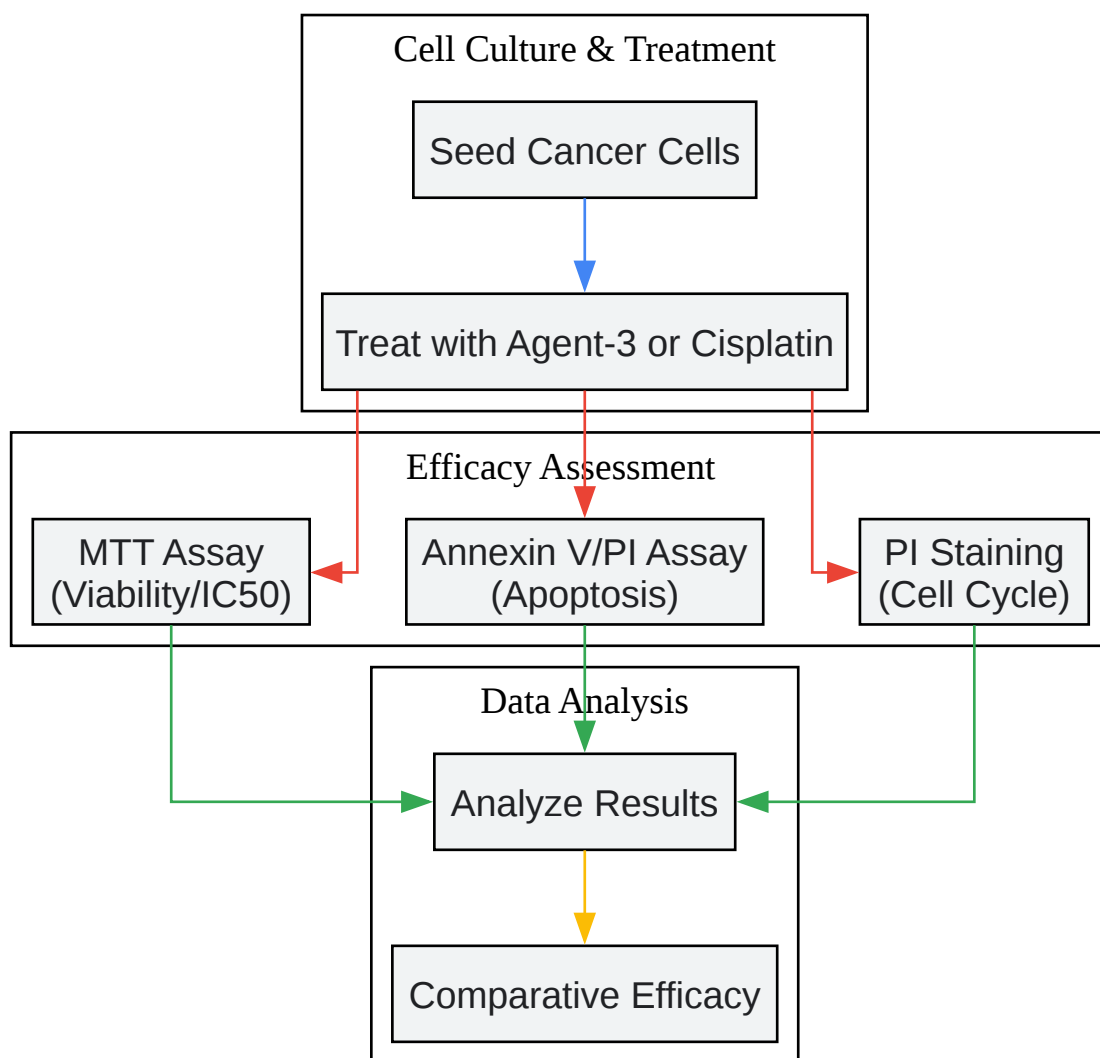 Cell Culture & Treatment
Seed Cancer Cells
Treat with Agent-3 or Cisplatin
Efficacy Assessment
MTT Assay
(Viability/IC50)
Annexin V/PI Assay
(Apoptosis)
PI Staining
(Cell Cycle)
Data Analysis
Analyze Results
Comparative Efficacy